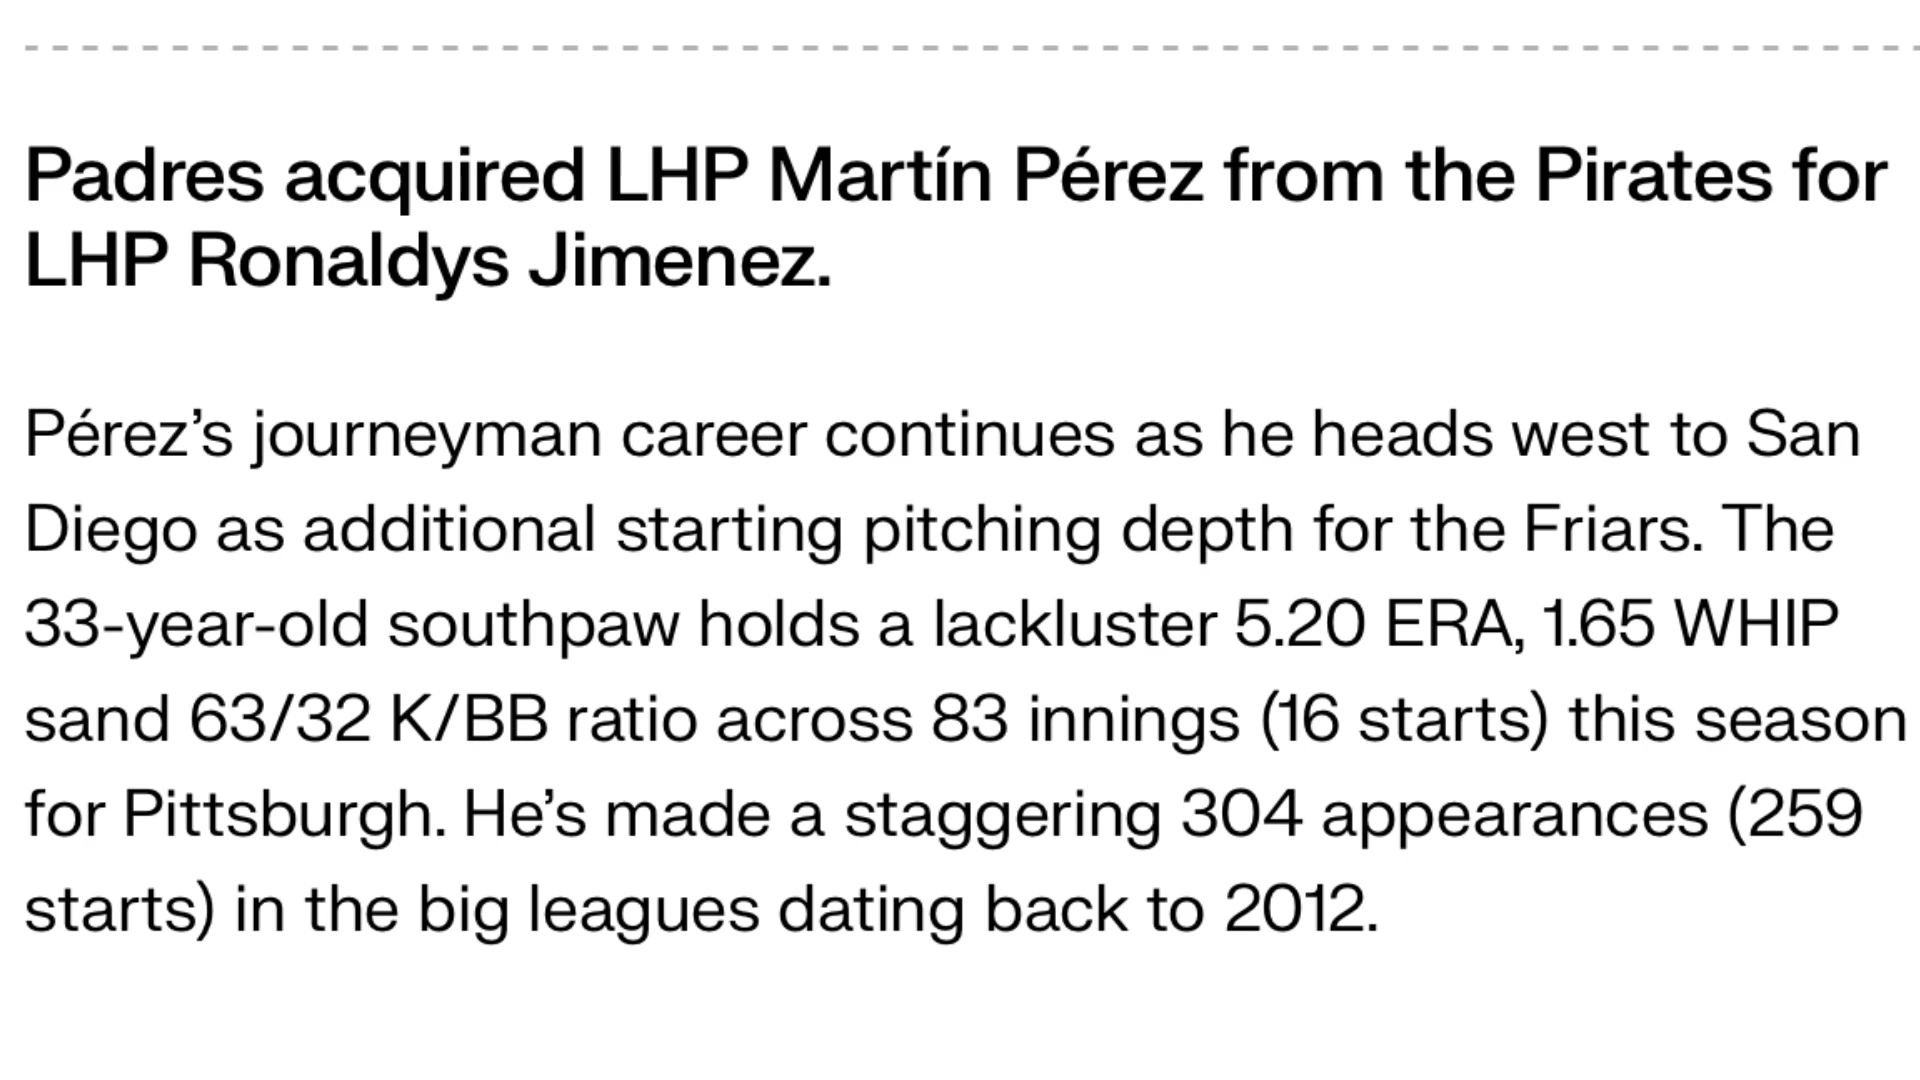 Padres acquired LHP Martín Pérez from the Pirates for
LHP Ronaldys Jimenez.
Pérez’s journeyman career continues as he heads west to San
Diego as additional starting pitching depth for the Friars. The
33-year-old southpaw holds a lackluster 5.20 ERA, 1.65 WHIP
sand 63/32 K/BB ratio across 83 innings (16 starts) this season
for Pittsburgh. He’s made a staggering 304 appearances (259
starts) in the big leagues dating back to 2012.